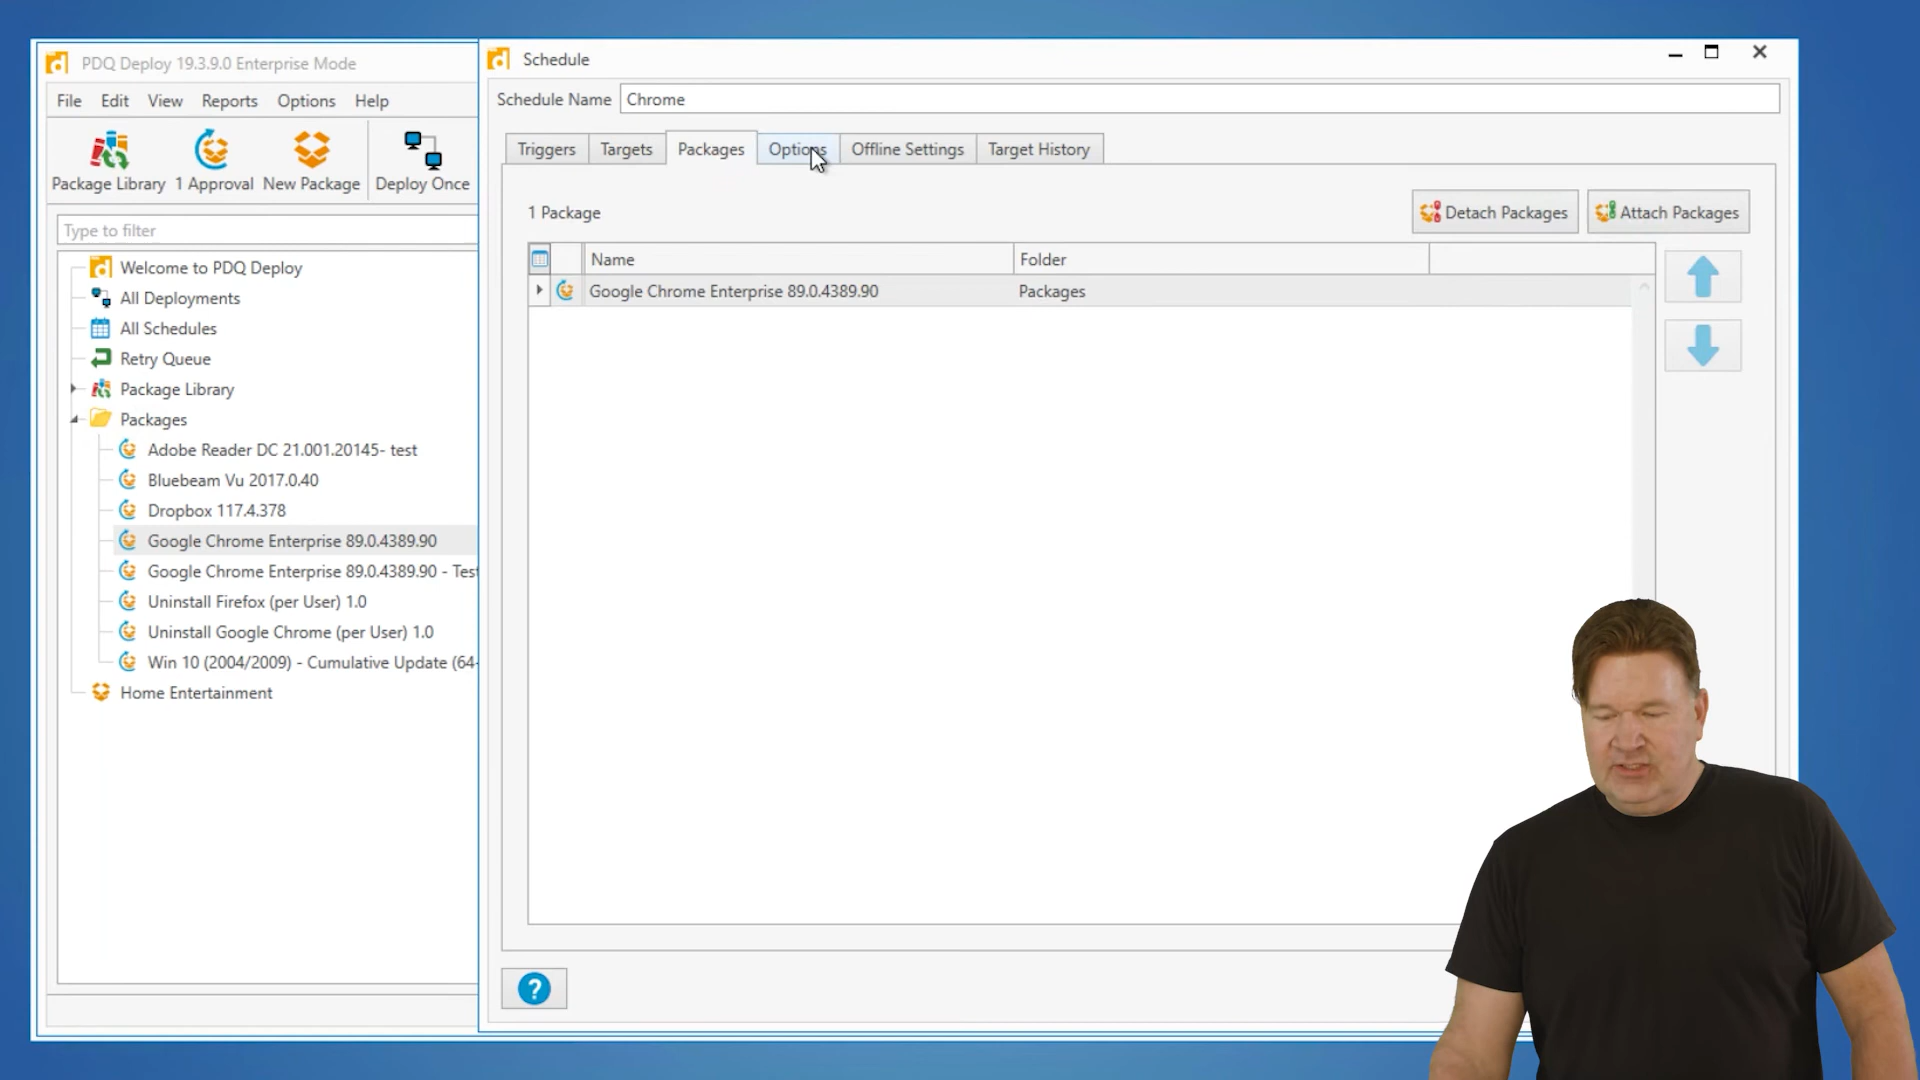 PDQ Deploy 19.3.9.0 Enterprise Mode
File Edit View Reports Options Help
Package Library 1 Approval New Package Deploy Once
Type to filter
Welcome to PDQ Deploy
All Deployments
All Schedules
Retry Queue
Package Library
Packages
Adobe Reader DC 21.001.20145- test
Bluebeam Vu 2017.0.40
Dropbox 117.4.378
Google Chrome Enterprise 89.0.4389.90
Google Chrome Enterprise 89.0.4389.90 - Test
Uninstall Firefox (per User) 1.0
Uninstall Google Chrome (per User) 1.0
Win 10 (2004/2009) - Cumulative Update (64-
Home Entertainment
Schedule
Schedule Name Chrome
Triggers Targets Packages Options Offline Settings Target History
1 Package Detach Packages Attach Packages
Name Folder
Google Chrome Enterprise 89.0.4389.90 Packages
?